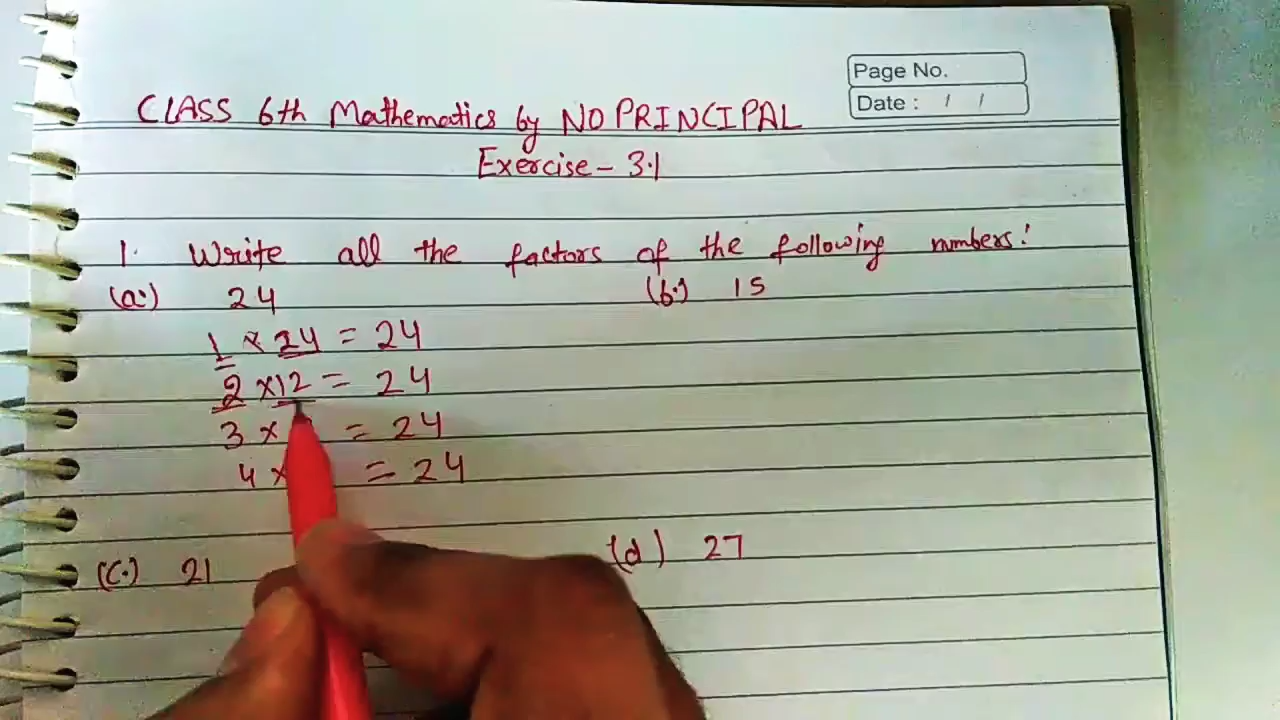 Page No.
Date : / /
CLASS 6th Mathematics by NO PRINCIPAL
Exercise - 3.1
1. Write all the factors of the following numbers:
(a.) 24 (b.) 15
1 × 24 = 24
2 × 12 = 24
3 × = 24
4 × = 24
(c.) 21 (d) 27